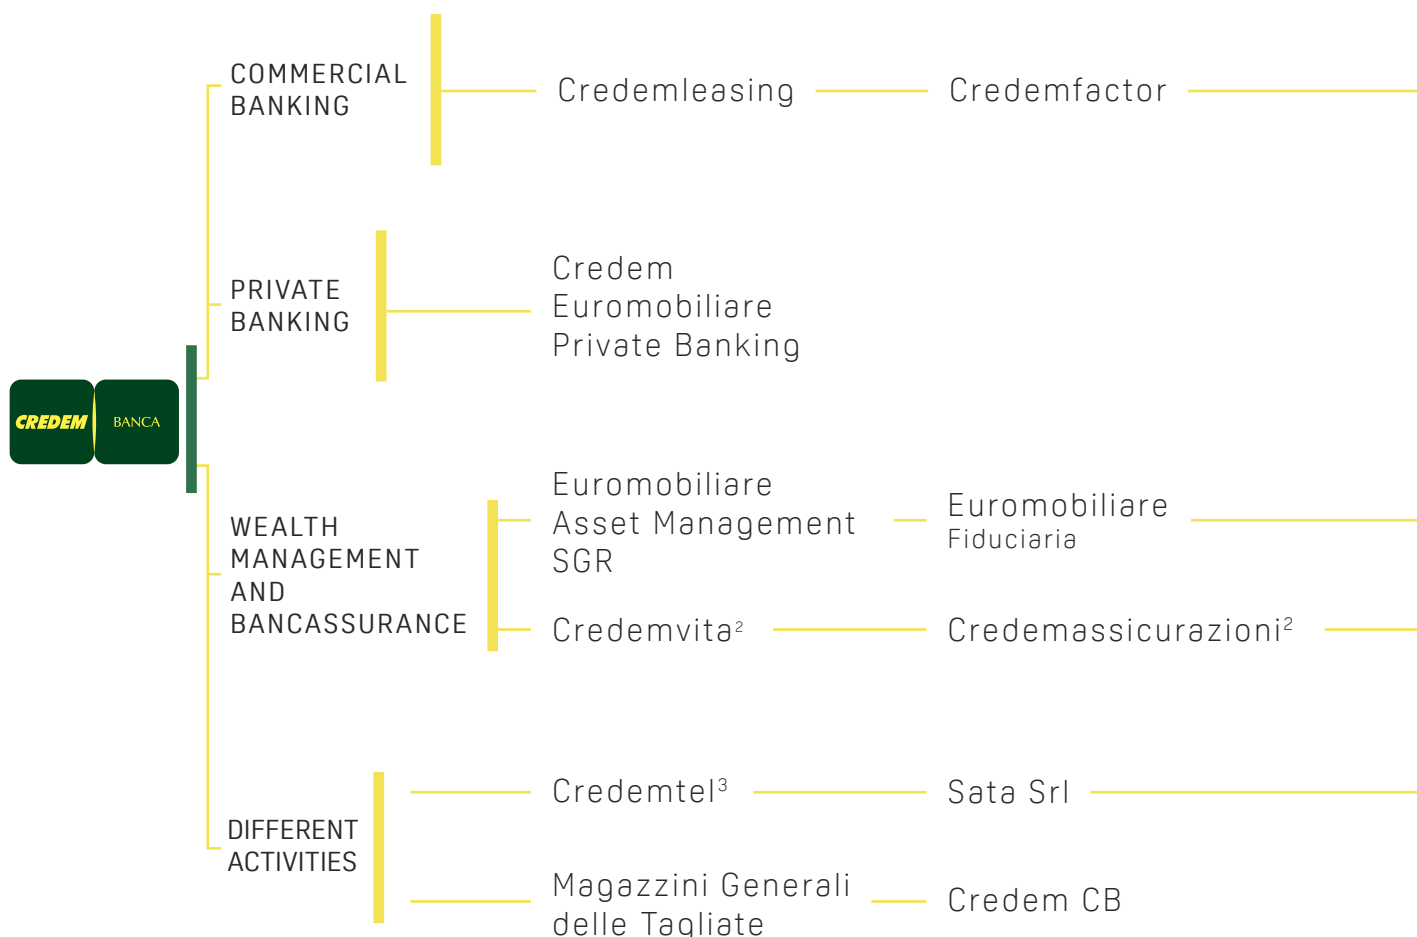 COMMERCIAL
BANKING
Credemleasing
Credemfactor
PRIVATE
BANKING
Credem
Euromobiliare
Private Banking
CREDEM
BANCA
WEALTH
MANAGEMENT
AND
BANCASSURANCE
Euromobiliare
Asset Management
SGR
Euromobiliare
Fiduciaria
Credemvita²
Credemassicurazioni²
DIFFERENT
ACTIVITIES
Credemtel³
Sata Srl
Magazzini Generali
delle Tagliate
Credem CB